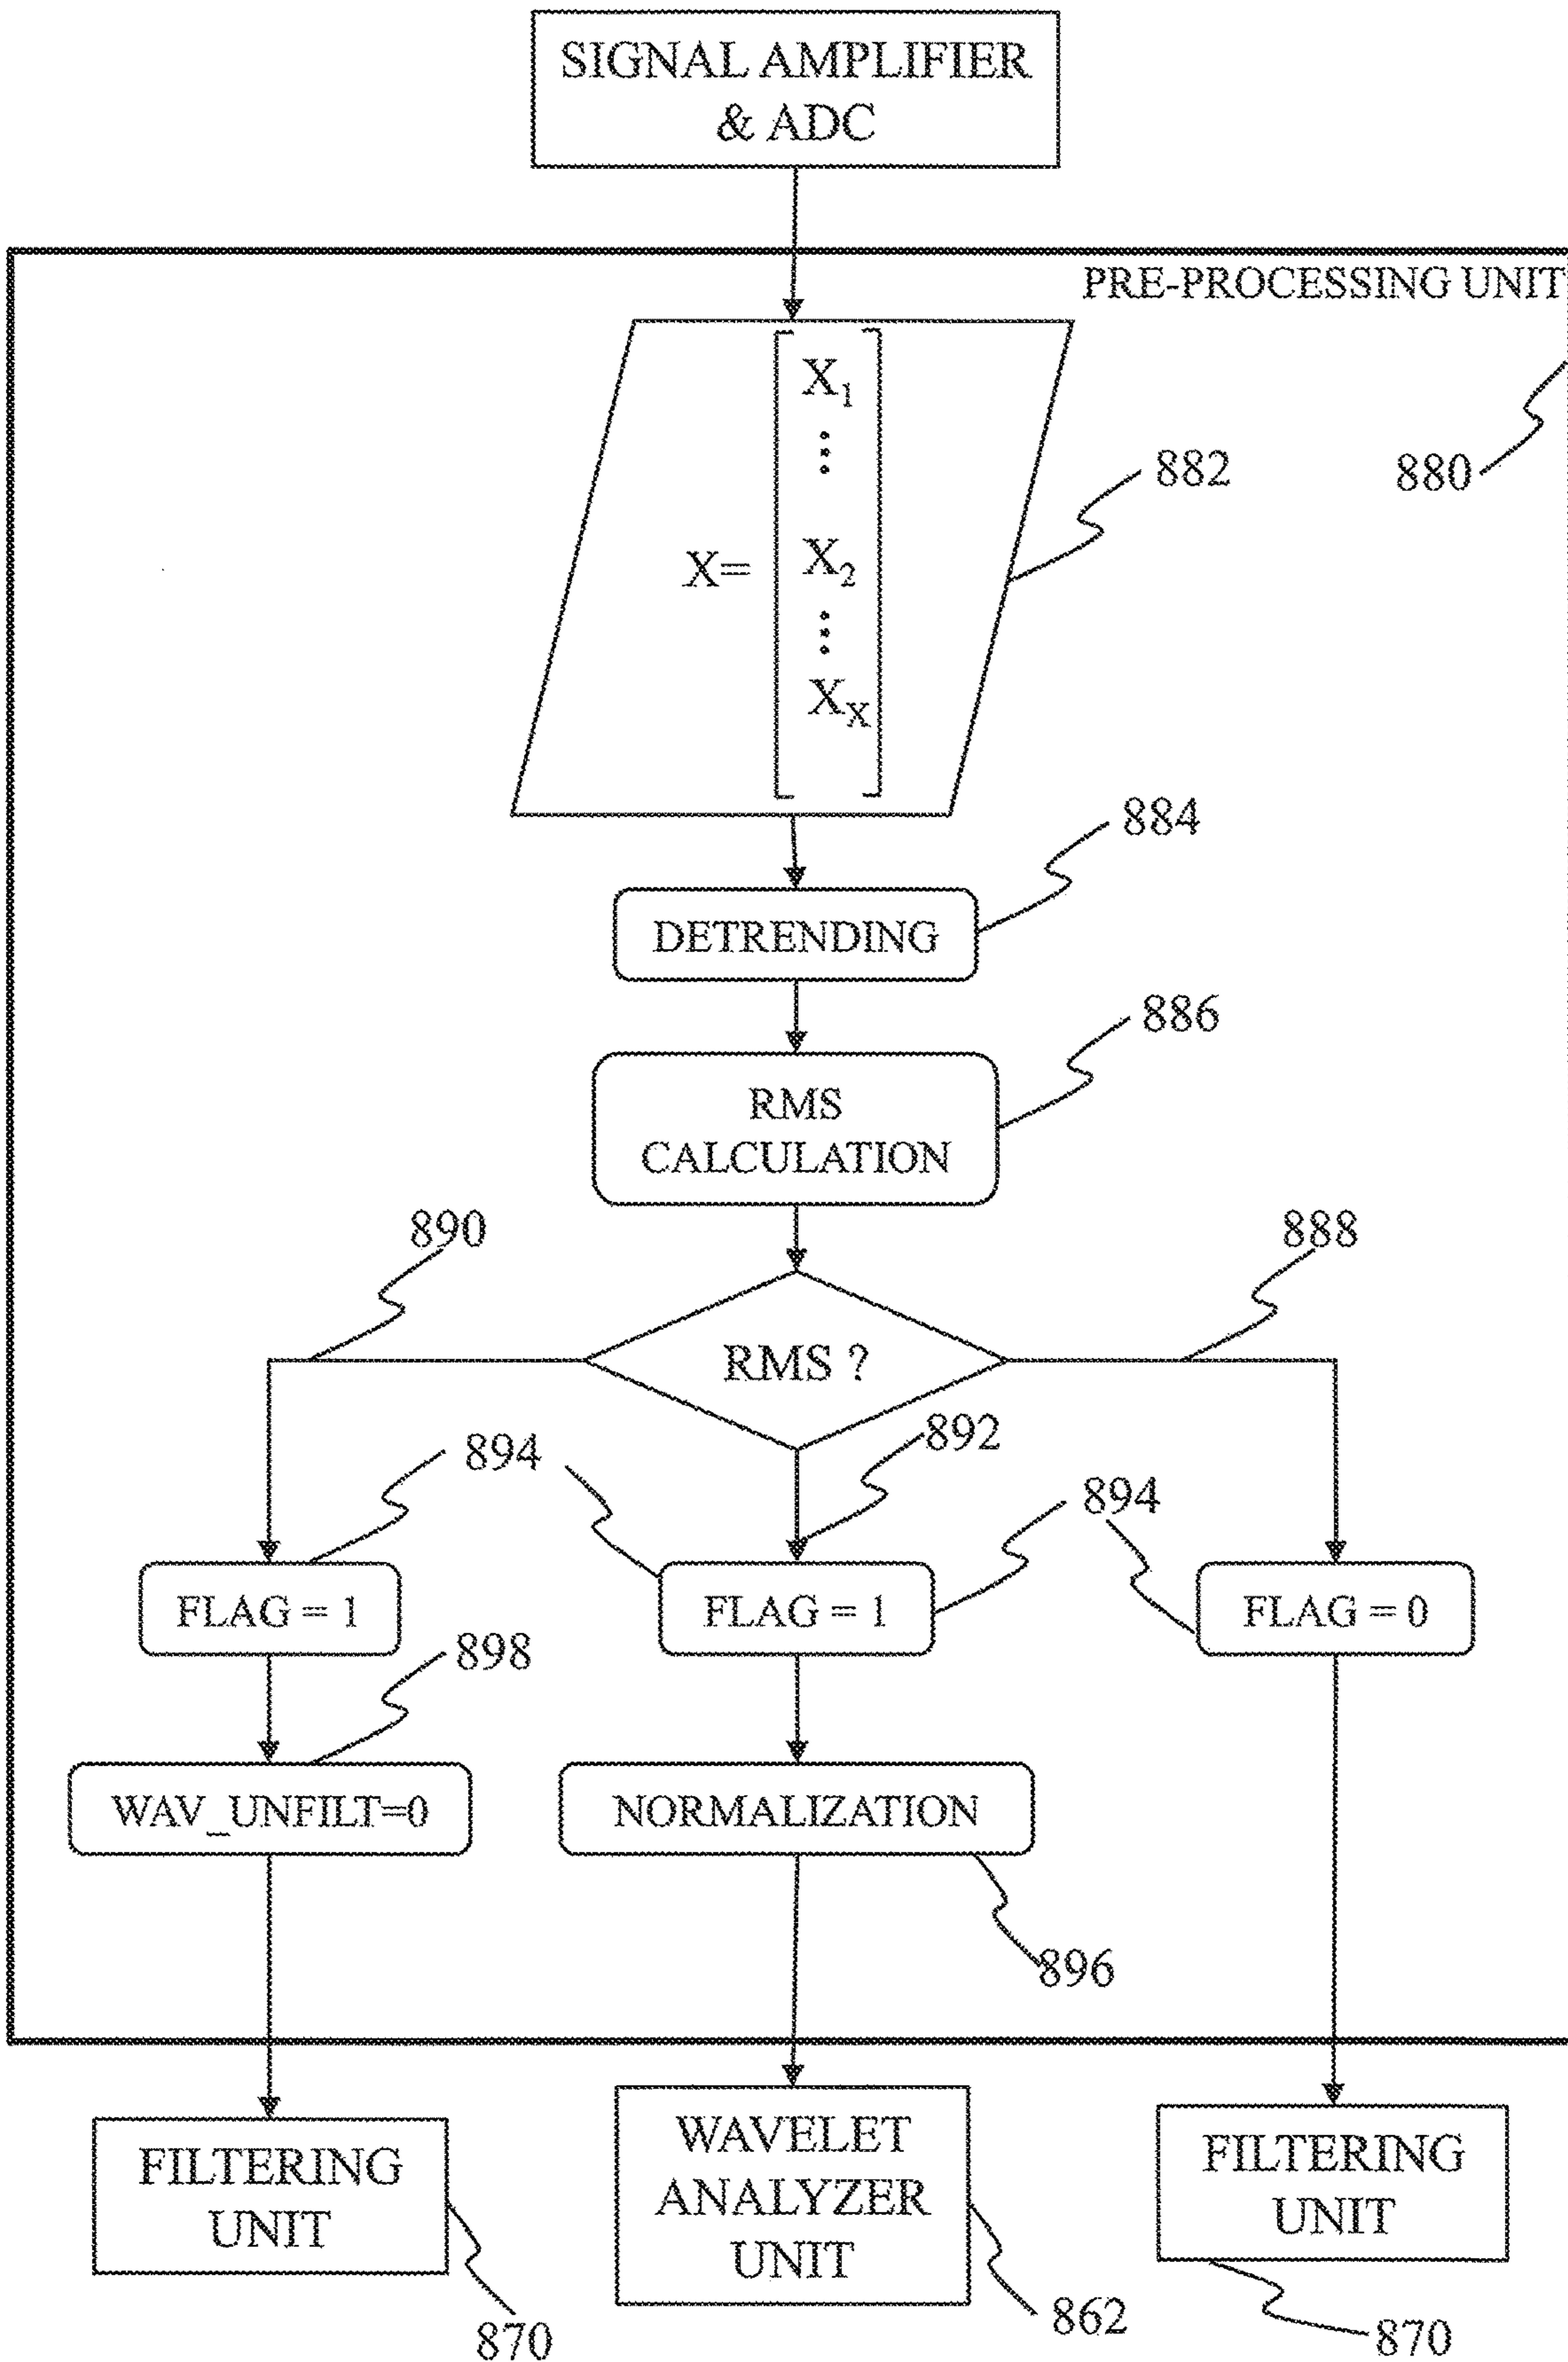 SIGNAL AMPLIFIER
& ADC
PRE-PROCESSING UNIT
880
X=
X1
⋮
X2
⋮
XX
882
DETRENDING
884
RMS
CALCULATION
886
890
888
RMS ?
892
894
894
FLAG = 1
FLAG = 1
FLAG = 0
898
WAV_UNFILT=0
NORMALIZATION
896
FILTERING
UNIT
WAVELET
ANALYZER
UNIT
FILTERING
UNIT
870
862
870